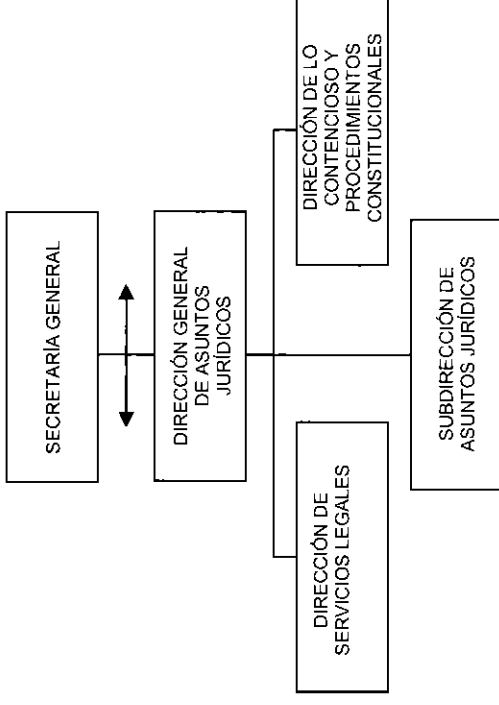 SECRETARÍA GENERAL
DIRECCIÓN GENERAL
DE ASUNTOS
JURÍDICOS
DIRECCIÓN DE
SERVICIOS LEGALES
DIRECCIÓN DE LO
CONTENCIOSO Y
PROCEDIMIENTOS
CONSTITUCIONALES
SUBDIRECCIÓN DE
ASUNTOS JURÍDICOS